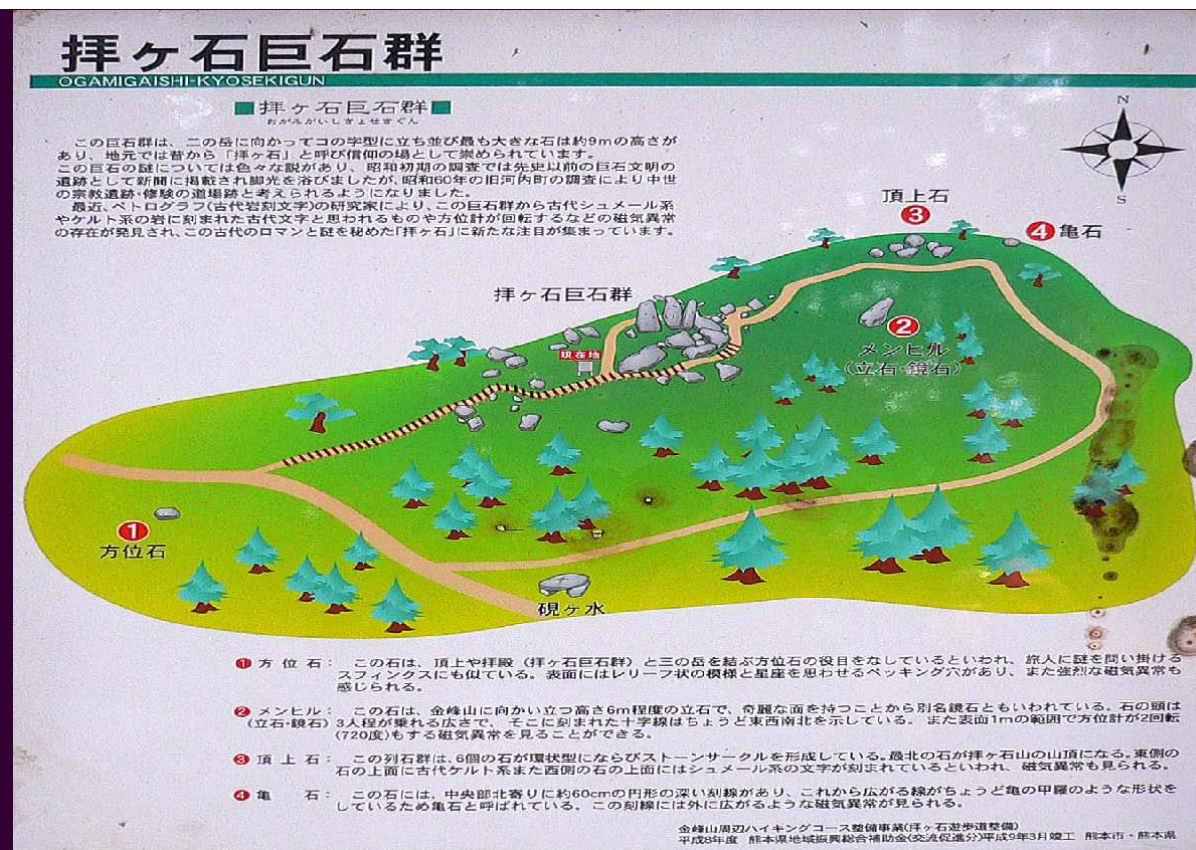 拝ヶ石巨石群
OGAMIGAISHI-KYOSEKIGUN
■拝ヶ石巨石群■
おがみがいしきょせきぐん
この巨石群は、二の岳に向かってコの字型に立ち並び最も大きな石は約9mの高さが
あり、地元では昔から「拝ヶ石」と呼び信仰の場として崇められています。
この巨石の謎については色々な説があり、昭和初期の調査では先史以前の巨石文明の
遺跡として新聞に掲載され脚光を浴びましたが、昭和60年の旧河内町の調査により中世
の宗教遺跡・修験の道場跡と考えられるようになりました。
最近、ペトログラフ(古代岩刻文字)の研究家により、この巨石群から古代シュメール系
やケルト系の岩に刻まれた古代文字と思われるものや方位計が回転するなどの磁気異常
の存在が発見され、この古代のロマンと謎を秘めた「拝ヶ石」に新たな注目が集まっています。
N
S
頂上石
3
4 亀石
拝ヶ石巨石群
現在地
2
メンヒル
(立石・鏡石)
1
方位石
硯ヶ水
1 方位石： この石は、頂上や拝殿（拝ヶ石巨石群）と三の岳を結ぶ方位石の役目をなしているといわれ、旅人に謎を問い掛ける
スフィンクスにも似ている。表面にはレリーフ状の模様と星座を思わせるペッキング穴があり、また強烈な磁気異常も
感じられる。
2 メンヒル： この石は、金峰山に向かい立つ高さ6m程度の立石で、奇麗な面を持つことから別名鏡石ともいわれている。石の頭は
(立石・鏡石) 3人程が乗れる広さで、そこに刻まれた十字線はちょうど東西南北を示している。また表面1mの範囲で方位計が2回転
(720度)もする磁気異常を見ることができる。
3 頂上石： この列石群は、6個の石が環状型にならびストーンサークルを形成している。最北の石が拝ヶ石山の山頂になる。東側の
石の上面に古代ケルト系また西側の石の上面にはシュメール系の文字が刻まれているといわれ、磁気異常も見られる。
4 亀石： この石には、中央部北寄りに約60cmの円形の深い刻線があり、これから広がる線がちょうど亀の甲羅のような形状を
しているため亀石と呼ばれている。この刻線には外に広がるような磁気異常が見られる。
金峰山周辺ハイキングコース整備事業(拝ヶ石遊歩道整備)
平成8年度 熊本県地域振興総合補助金(交流促進分)平成9年3月竣工 熊本市・熊本県